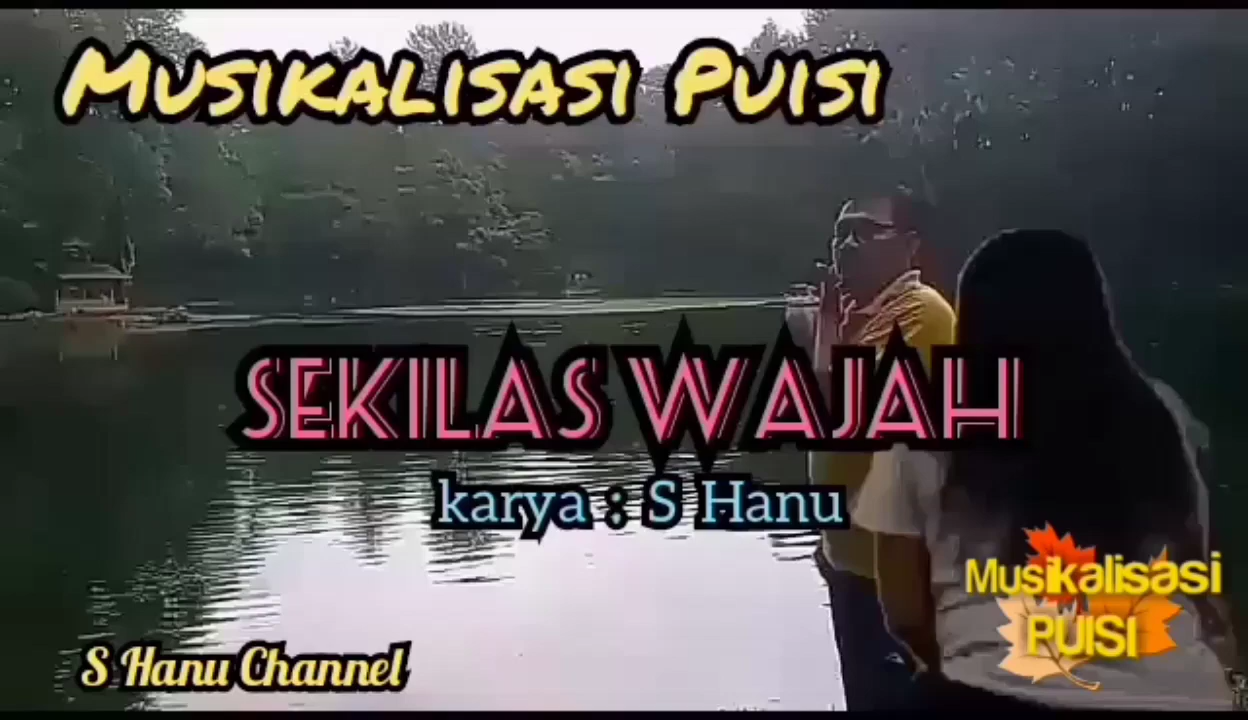 Musikalisasi Puisi
SEKILAS WAJAH
karya : S Hanu
Musikalisasi
PUISI
S Hanu Channel